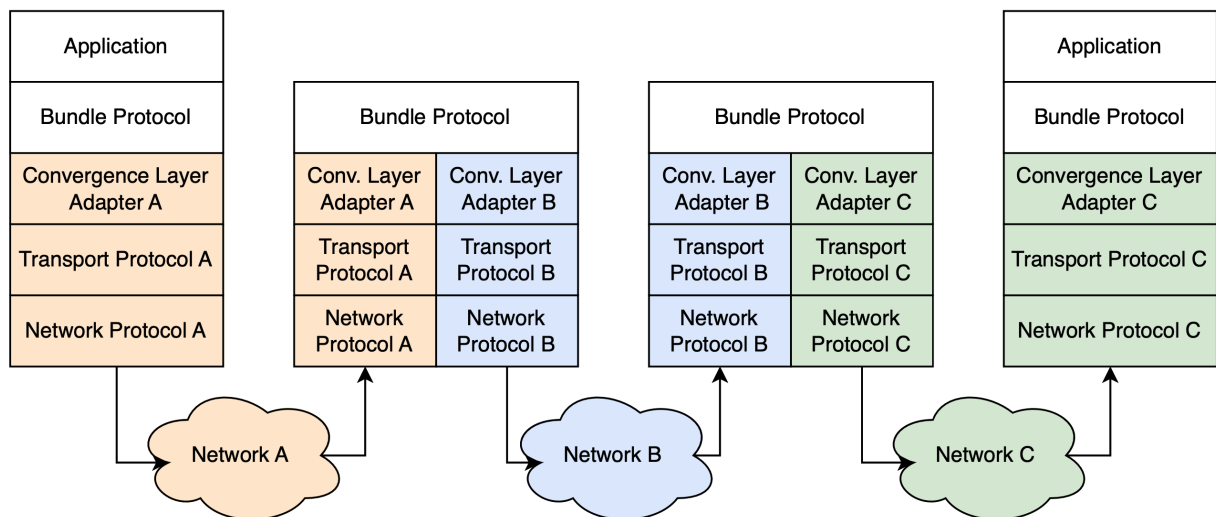 Application
Bundle Protocol
Convergence Layer
Adapter A
Transport Protocol A
Network Protocol A
Bundle Protocol
Conv. Layer
Adapter A
Conv. Layer
Adapter B
Transport
Protocol A
Transport
Protocol B
Network
Protocol A
Network
Protocol B
Bundle Protocol
Conv. Layer
Adapter B
Conv. Layer
Adapter C
Transport
Protocol B
Transport
Protocol C
Network
Protocol B
Network
Protocol C
Application
Bundle Protocol
Convergence Layer
Adapter C
Transport Protocol C
Network Protocol C
Network A
Network B
Network C